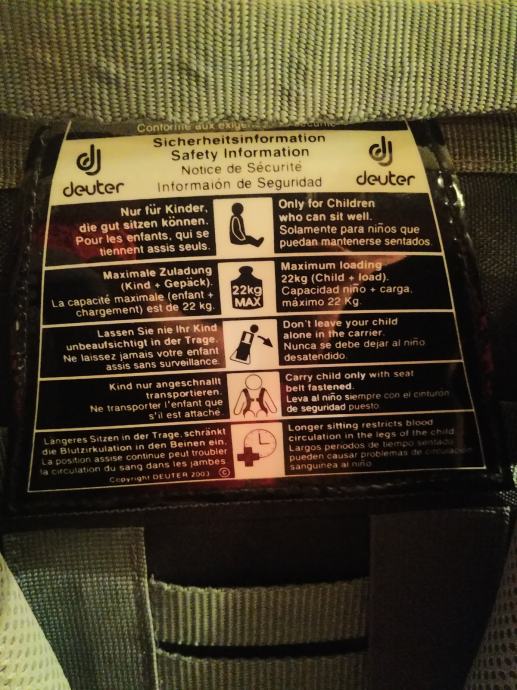 Conforme aux exigences de sécurité
Sicherheitsinformation
Safety Information
Notice de Sécurité
Informaión de Seguridad
deuter
deuter
Nur für Kinder,
die gut sitzen können.
Pour les enfants, qui se
tiennent assis seuls.
Only for Children
who can sit well.
Solamente para niños que
puedan mantenerse sentados.
Maximale Zuladung
(Kind + Gepäck).
La capacité maximale (enfant +
chargement) est de 22 kg.
22kg
MAX
Maximum loading
22kg (Child + load).
Capacidad niño + carga,
máximo 22 Kg.
Lassen Sie nie Ihr Kind
unbeaufsichtigt in der Trage.
Ne laissez jamais votre enfant
assis sans surveillance.
Don't leave your child
alone in the carrier.
Nunca se debe dejar al niño
desatendido.
Kind nur angeschnallt
transportieren.
Ne transporter l'enfant que
s'il est attaché.
Carry child only with seat
belt fastened.
Leva al niño siempre con el cinturón
de seguridad puesto
Längeres Sitzen in der Trage, schränkt
die Blutzirkulation in den Beinen ein.
La position assise continue peut troubler
la circulation du sang dans les jambes
Copyright DEUTER 2003 ©
Longer sitting restricts blood
circulation in the legs of the child
Largos periodos de tiempo sentado
pueden causar problemas de circulación
sanguinea al niño